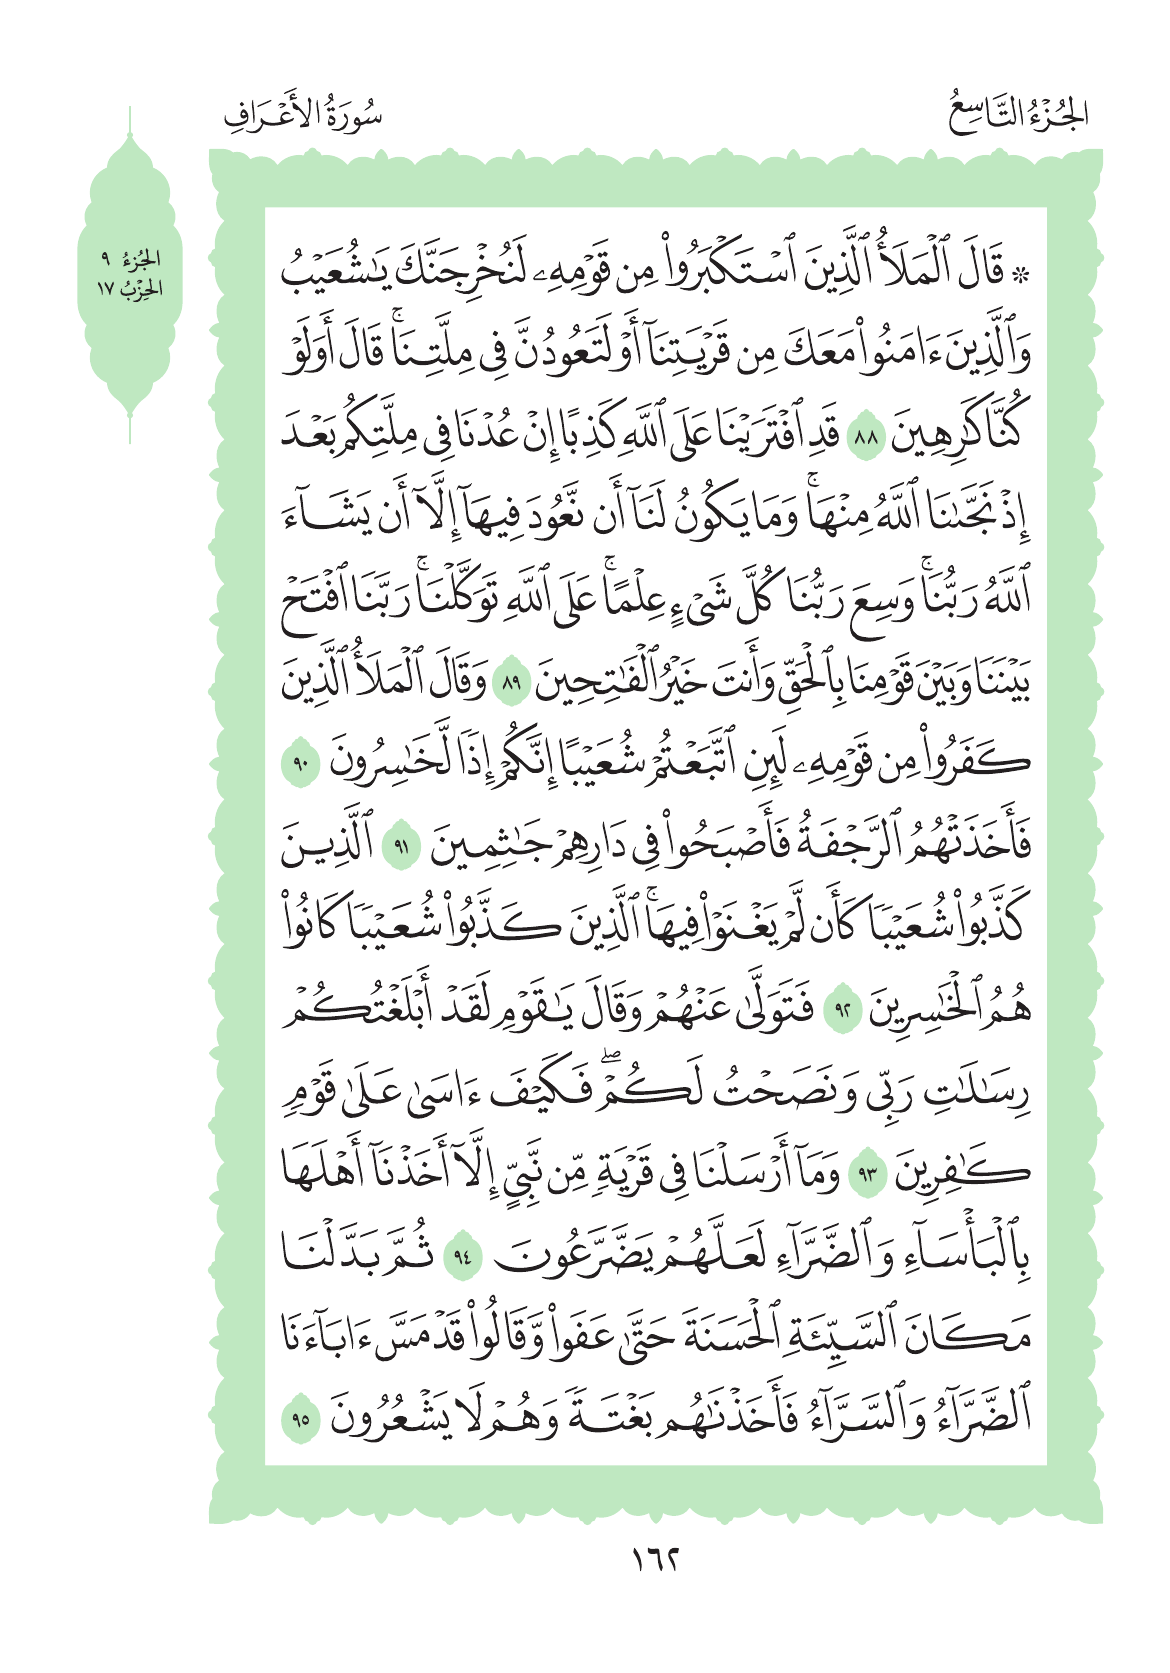 الجُزْءُ التَّاسِعُ
سُورَةُ الأَعْرَافِ
الجُزءُ ٩
الحِزْبُ ١٧
۞ قَالَ ٱلْمَلَأُ ٱلَّذِينَ ٱسْتَكْبَرُوا۟ مِن قَوْمِهِۦ لَنُخْرِجَنَّكَ يَـٰشُعَيْبُ
وَٱلَّذِينَ ءَامَنُوا۟ مَعَكَ مِن قَرْيَتِنَآ أَوْ لَتَعُودُنَّ فِى مِلَّتِنَا ۚ قَالَ أَوَلَوْ
كُنَّا كَـٰرِهِينَ ٨٨ قَدِ ٱفْتَرَيْنَا عَلَى ٱللَّهِ كَذِبًا إِنْ عُدْنَا فِى مِلَّتِكُم بَعْدَ
إِذْ نَجَّىٰنَا ٱللَّهُ مِنْهَا ۚ وَمَا يَكُونُ لَنَآ أَن نَّعُودَ فِيهَآ إِلَّآ أَن يَشَآءَ
ٱللَّهُ رَبُّنَا ۚ وَسِعَ رَبُّنَا كُلَّ شَىْءٍ عِلْمًا ۚ عَلَى ٱللَّهِ تَوَكَّلْنَا ۚ رَبَّنَا ٱفْتَحْ
بَيْنَنَا وَبَيْنَ قَوْمِنَا بِٱلْحَقِّ وَأَنتَ خَيْرُ ٱلْفَـٰتِحِينَ ٨٩ وَقَالَ ٱلْمَلَأُ ٱلَّذِينَ
كَفَرُوا۟ مِن قَوْمِهِۦ لَئِنِ ٱتَّبَعْتُمْ شُعَيْبًا إِنَّكُمْ إِذًا لَّخَـٰسِرُونَ ٩٠
فَأَخَذَتْهُمُ ٱلرَّجْفَةُ فَأَصْبَحُوا۟ فِى دَارِهِمْ جَـٰثِمِينَ ٩١ ٱلَّذِينَ
كَذَّبُوا۟ شُعَيْبًا كَأَن لَّمْ يَغْنَوْا۟ فِيهَا ۚ ٱلَّذِينَ كَذَّبُوا۟ شُعَيْبًا كَانُوا۟
هُمُ ٱلْخَـٰسِرِينَ ٩٢ فَتَوَلَّىٰ عَنْهُمْ وَقَالَ يَـٰقَوْمِ لَقَدْ أَبْلَغْتُكُمْ
رِسَـٰلَـٰتِ رَبِّى وَنَصَحْتُ لَكُمْ ۖ فَكَيْفَ ءَاسَىٰ عَلَىٰ قَوْمٍ
كَـٰفِرِينَ ٩٣ وَمَآ أَرْسَلْنَا فِى قَرْيَةٍ مِّن نَّبِىٍّ إِلَّآ أَخَذْنَآ أَهْلَهَا
بِٱلْبَأْسَآءِ وَٱلضَّرَّآءِ لَعَلَّهُمْ يَضَّرَّعُونَ ٩٤ ثُمَّ بَدَّلْنَا
مَكَانَ ٱلسَّيِّئَةِ ٱلْحَسَنَةَ حَتَّىٰ عَفَوا۟ وَّقَالُوا۟ قَدْ مَسَّ ءَابَآءَنَا
ٱلضَّرَّآءُ وَٱلسَّرَّآءُ فَأَخَذْنَـٰهُم بَغْتَةً وَهُمْ لَا يَشْعُرُونَ ٩٥
١٦٢